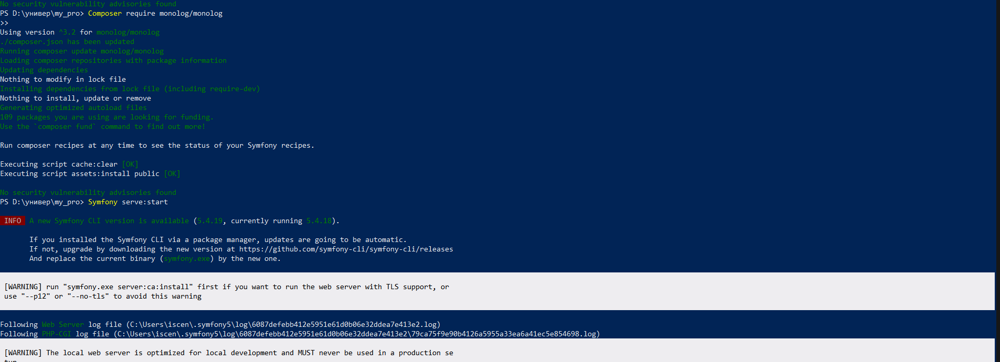 No security vulnerability advisories found
PS D:\универ\my_pro> Composer require monolog/monolog
>>
Using version ^3.2 for monolog/monolog
./composer.json has been updated
Running composer update monolog/monolog
Loading composer repositories with package information
Updating dependencies
Nothing to modify in lock file
Installing dependencies from lock file (including require-dev)
Nothing to install, update or remove
Generating optimized autoload files
109 packages you are using are looking for funding.
Use the `composer fund` command to find out more!
Run composer recipes at any time to see the status of your Symfony recipes.
Executing script cache:clear [OK]
Executing script assets:install public [OK]
No security vulnerability advisories found
PS D:\универ\my_pro> Symfony serve:start
INFO A new Symfony CLI version is available (5.4.19, currently running 5.4.18).
If you installed the Symfony CLI via a package manager, updates are going to be automatic.
If not, upgrade by downloading the new version at https://github.com/symfony-cli/symfony-cli/releases
And replace the current binary (symfony.exe) by the new one.
[WARNING] run "symfony.exe server:ca:install" first if you want to run the web server with TLS support, or
use "--p12" or "--no-tls" to avoid this warning
Following Web Server log file (C:\Users\iscen\.symfony5\log\6087defebb412e5951e61d0b06e32ddea7e413e2.log)
Following PHP-CGI log file (C:\Users\iscen\.symfony5\log\6087defebb412e5951e61d0b06e32ddea7e413e2\79ca75f9e90b4126a5955a33ea6a41ec5e854698.log)
[WARNING] The local web server is optimized for local development and MUST never be used in a production se
tup